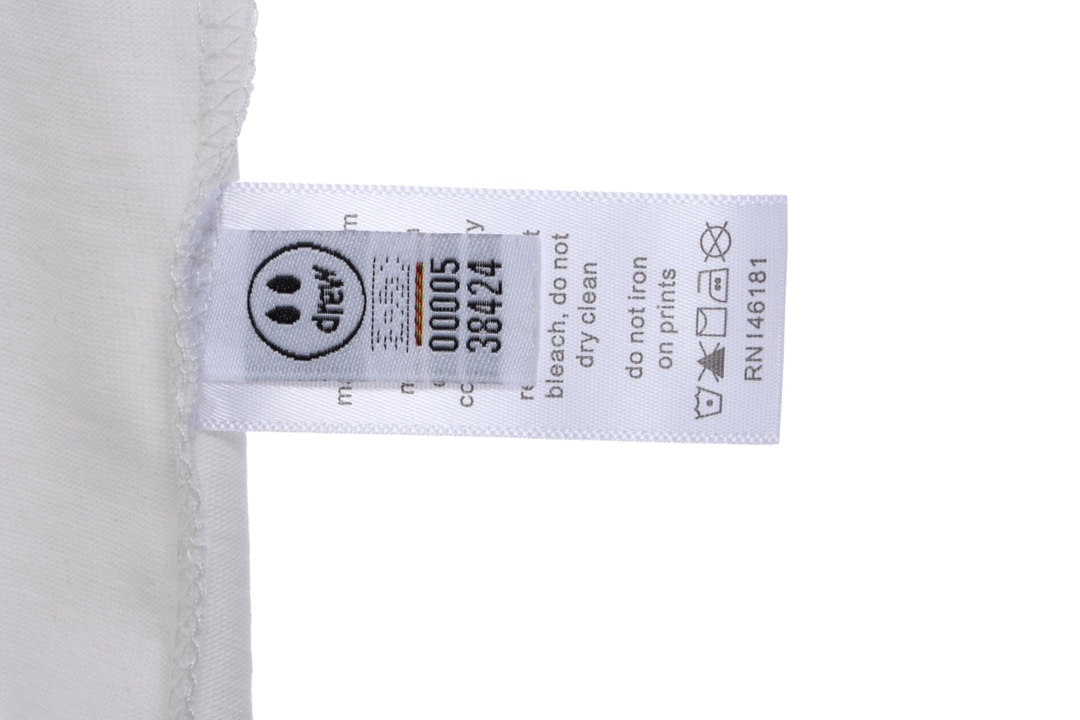 drew
00005
38424
bleach, do not
dry clean
do not iron
on prints
RN146181